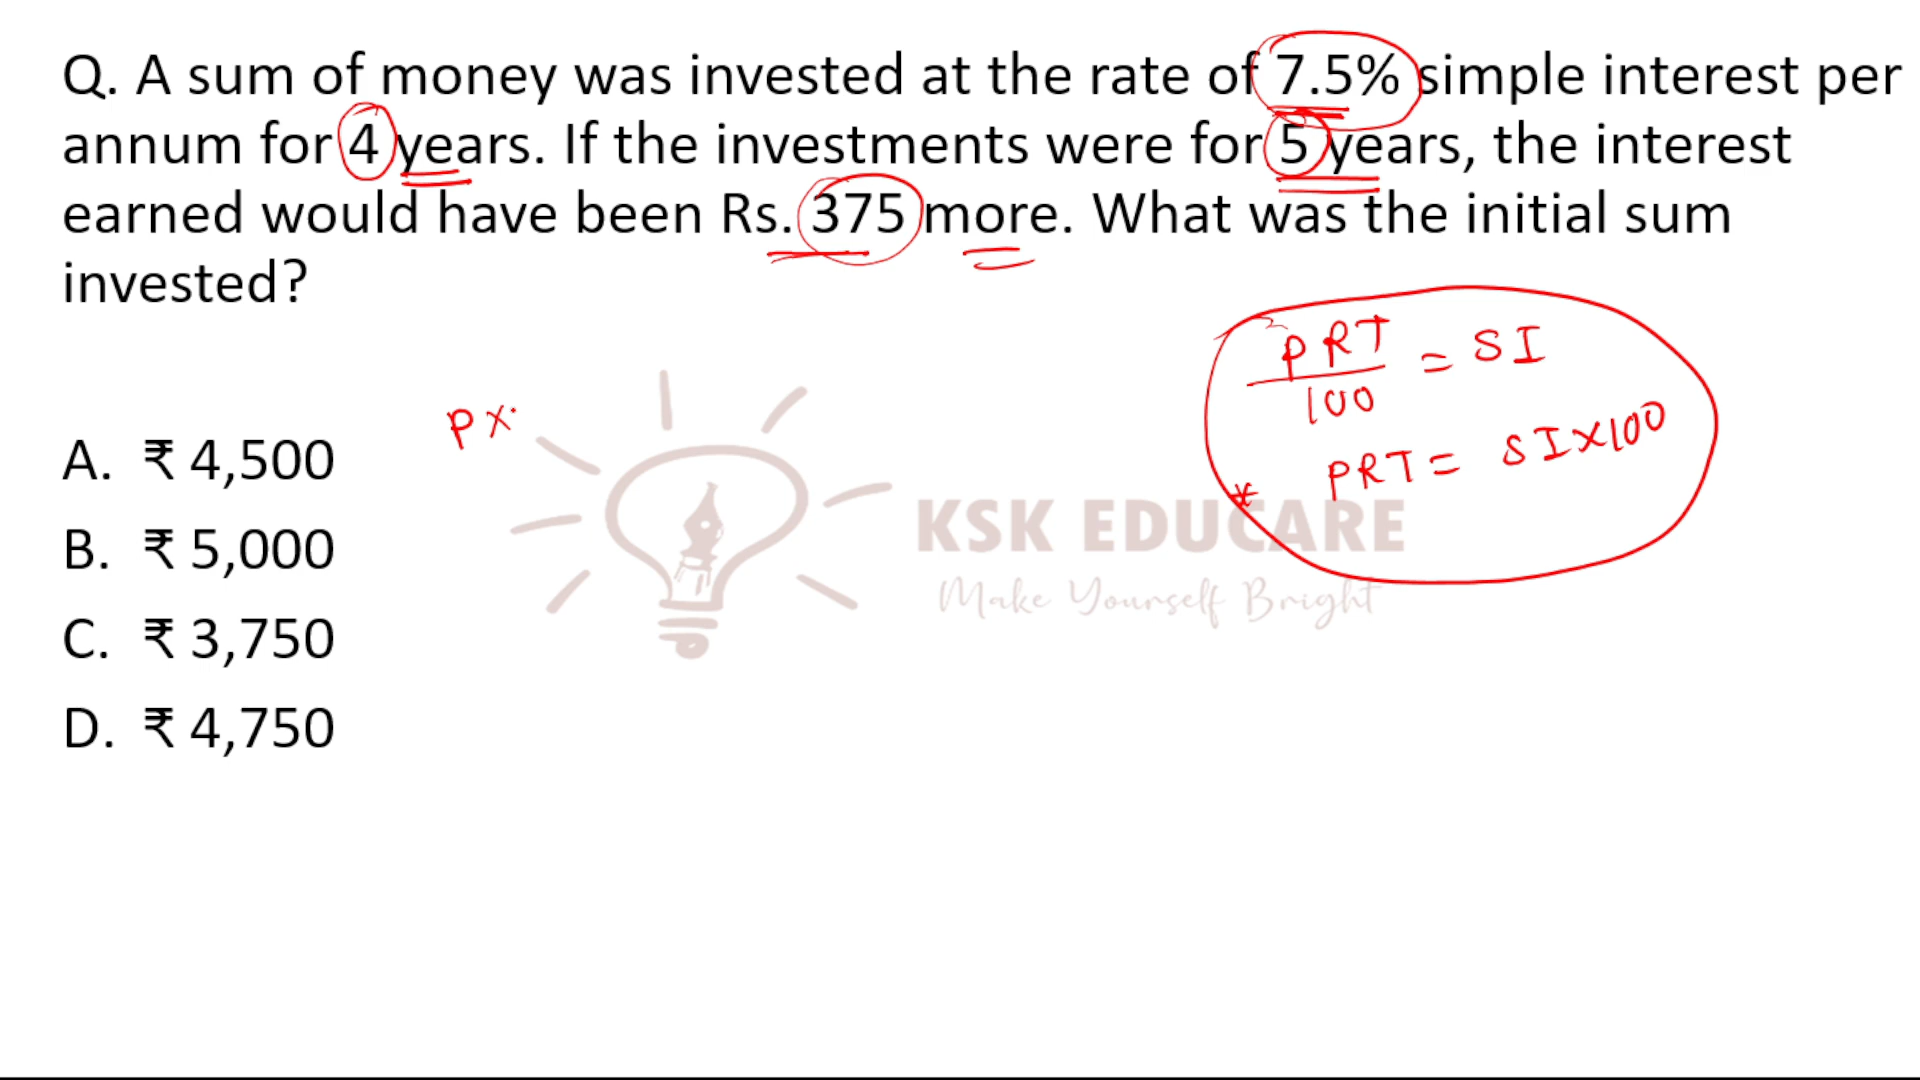 Q. A sum of money was invested at the rate of 7.5% simple interest per
annum for 4 years. If the investments were for 5 years, the interest
earned would have been Rs. 375 more. What was the initial sum
invested?
PRT
100
= SI
PRT = SI×100
*
P×
A. ₹ 4,500
B. ₹ 5,000
C. ₹ 3,750
D. ₹ 4,750
KSK EDUCARE
Make Yourself Bright